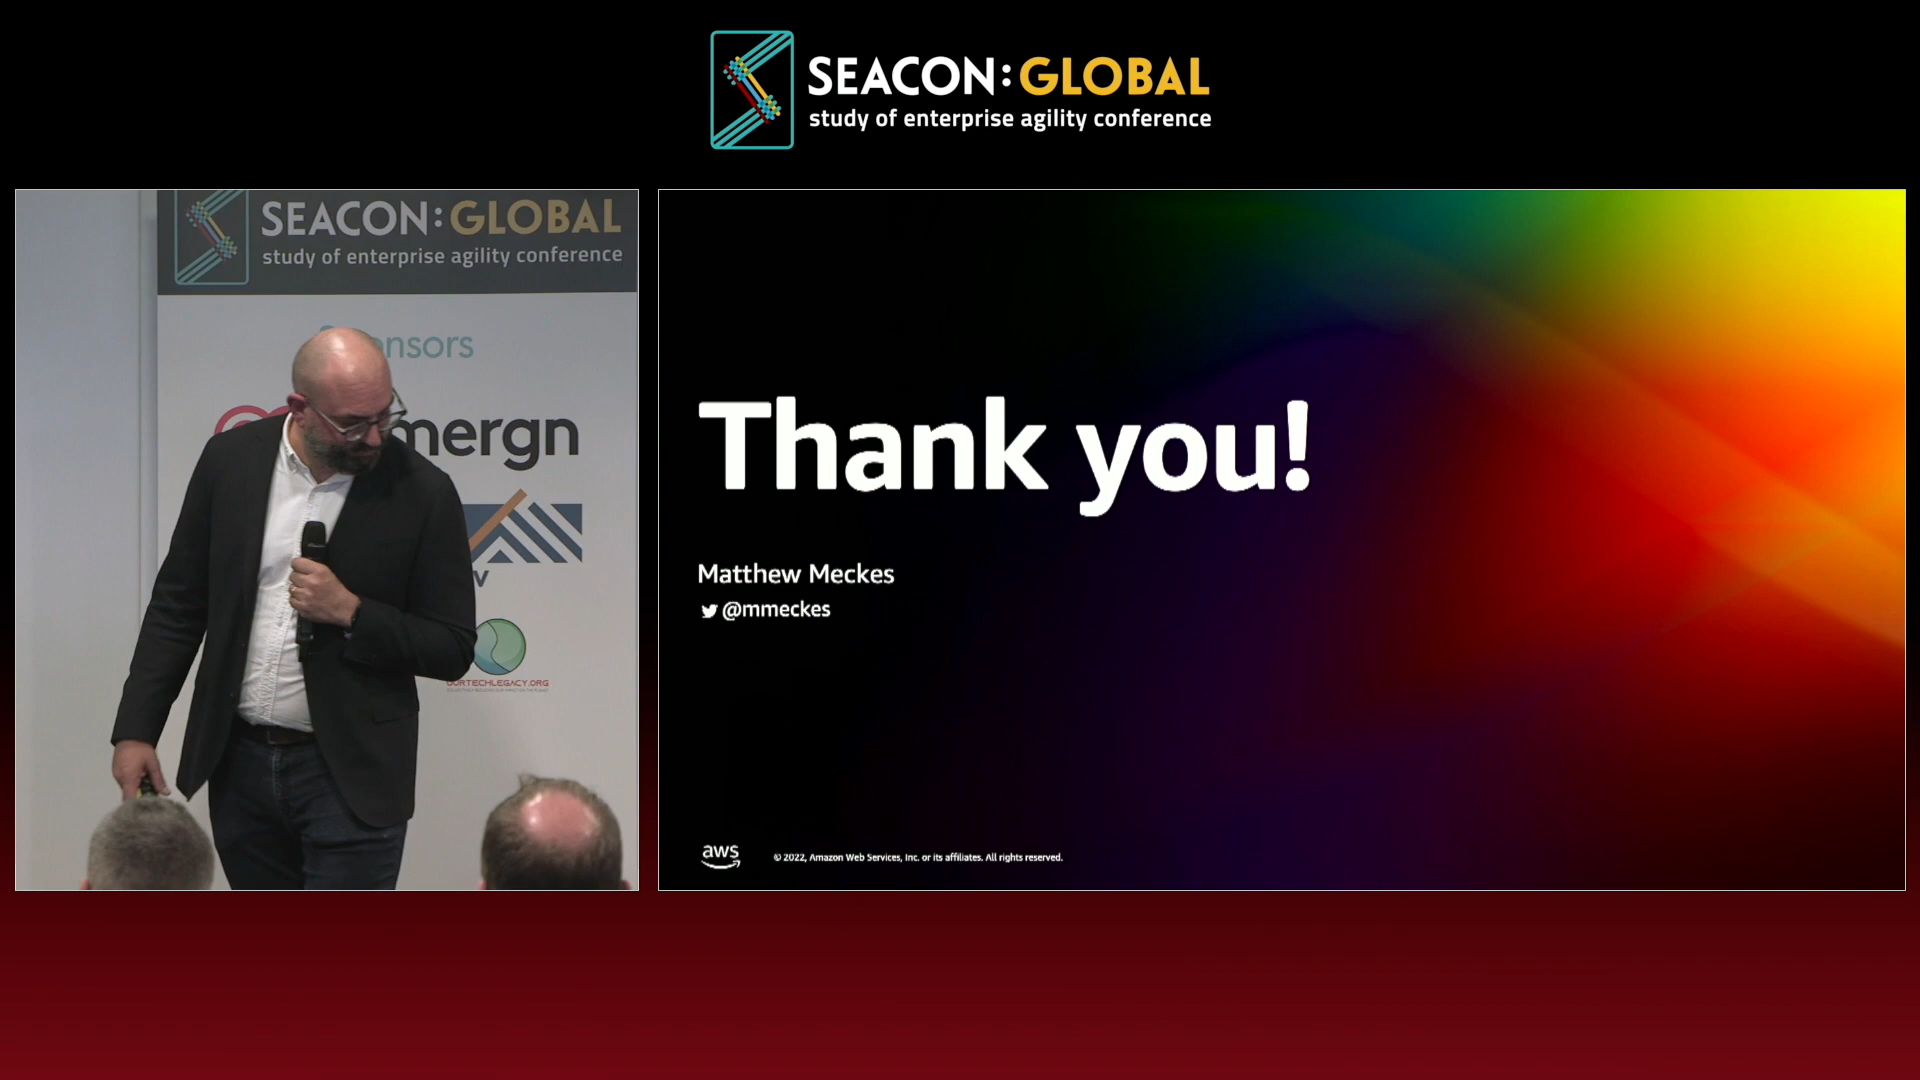 SEACON:GLOBAL
study of enterprise agility conference
SEACON:GLOBAL
study of enterprise agility conference
nsors
mergn
V
OURTECHLEGACY.ORG
Thank you!
Matthew Meckes
@mmeckes
aws
© 2022, Amazon Web Services, Inc. or its affiliates. All rights reserved.